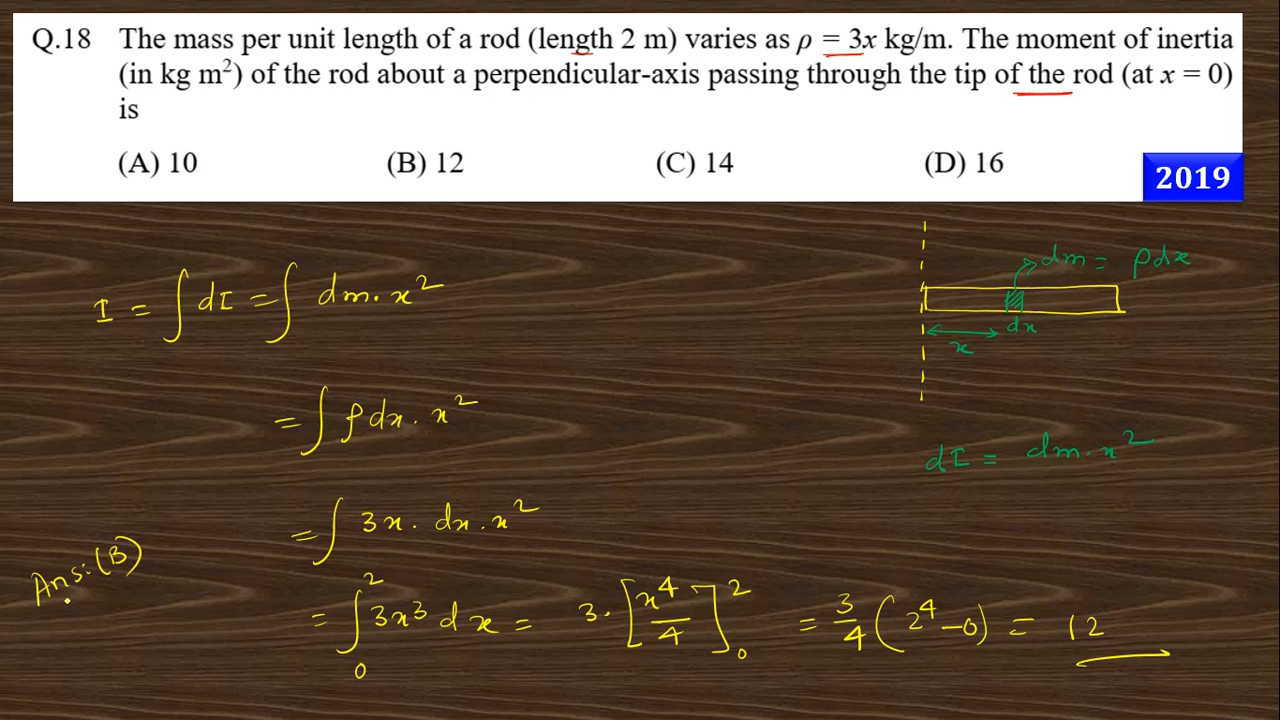 Q.18 The mass per unit length of a rod (length 2 m) varies as ρ = 3x kg/m. The moment of inertia
(in kg m²) of the rod about a perpendicular-axis passing through the tip of the rod (at x = 0)
is
(A) 10 (B) 12 (C) 14 (D) 16
2019
I = ∫ dI = ∫ dm. x²
dm = ρdx
dx
x
= ∫ ρdx. x²
dI = dm. x²
= ∫ 3x. dx. x²
Ans: (B)
= ∫₀² 3x³ dx = 3. [x⁴/4]₀² = 3/4 (2⁴-0) = 12